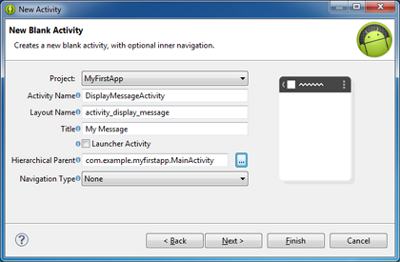 New Activity
New Blank Activity
Creates a new blank activity, with optional inner navigation.
Project: MyFirstApp
Activity Name DisplayMessageActivity
Layout Name activity_display_message
Title My Message
Launcher Activity
Hierarchical Parent com.example.myfirstapp.MainActivity ...
Navigation Type None
? < Back Next > Finish Cancel